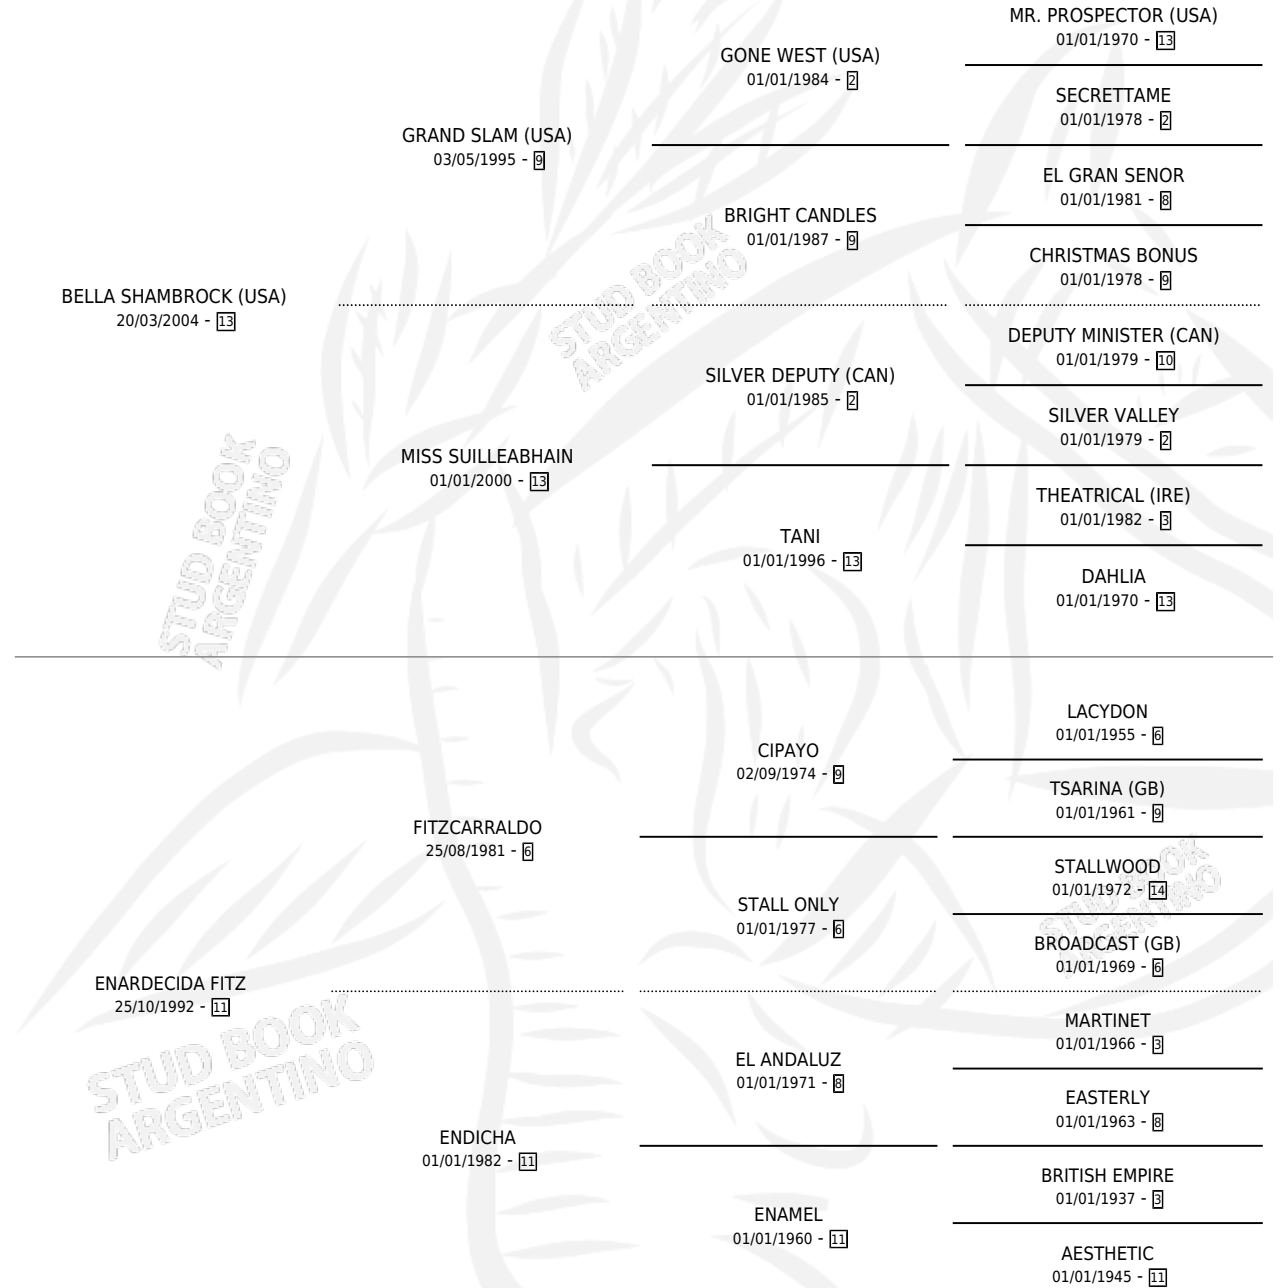 MR. PROSPECTOR (USA)
01/01/1970 - 13
GONE WEST (USA)
01/01/1984 - 2
SECRETTAME
01/01/1978 - 2
GRAND SLAM (USA)
03/05/1995 - 9
EL GRAN SENOR
01/01/1981 - 8
BRIGHT CANDLES
01/01/1987 - 9
CHRISTMAS BONUS
01/01/1978 - 9
BELLA SHAMBROCK (USA)
20/03/2004 - 13
DEPUTY MINISTER (CAN)
01/01/1979 - 10
SILVER DEPUTY (CAN)
01/01/1985 - 2
SILVER VALLEY
01/01/1979 - 2
MISS SUILLEABHAIN
01/01/2000 - 13
THEATRICAL (IRE)
01/01/1982 - 3
TANI
01/01/1996 - 13
DAHLIA
01/01/1970 - 13
STUD BOOK
ARGENTINO
STUD BOOK
ARGENTINO
LACYDON
01/01/1955 - 6
CIPAYO
02/09/1974 - 9
TSARINA (GB)
01/01/1961 - 9
FITZCARRALDO
25/08/1981 - 6
STALLWOOD
01/01/1972 - 14
STALL ONLY
01/01/1977 - 6
BROADCAST (GB)
01/01/1969 - 6
STUD BOOK
ARGENTINO
ENARDECIDA FITZ
25/10/1992 - 11
MARTINET
01/01/1966 - 3
EL ANDALUZ
01/01/1971 - 8
EASTERLY
01/01/1963 - 8
ENDICHA
01/01/1982 - 11
BRITISH EMPIRE
01/01/1937 - 3
ENAMEL
01/01/1960 - 11
AESTHETIC
01/01/1945 - 11
STUD BOOK
ARGENTINO